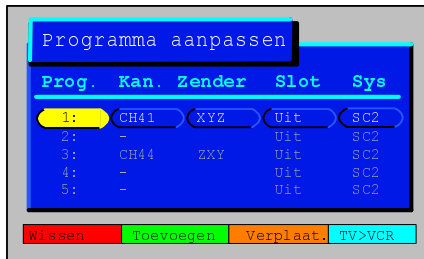 Programma aanpassen
Prog. Kan. Zender Slot Sys
1: CH41 XYZ Uit SC2
2: - Uit SC2
3: CH44 ZXY Uit SC2
4: - Uit SC2
5: - Uit SC2
Wissen Toevoegen Verplaat. TV>VCR